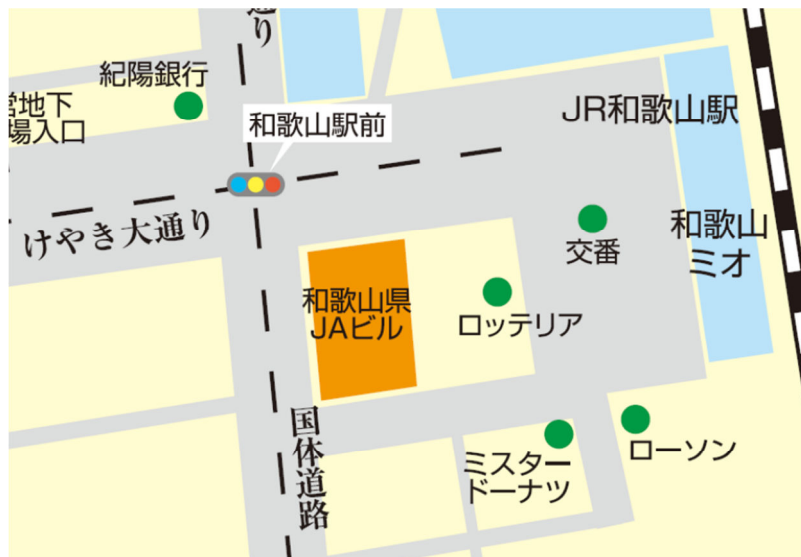 通り
紀陽銀行
営地下
場入口
和歌山駅前
JR和歌山駅
けやき大通り
交番
和歌山
ミオ
和歌山県
JAビル
ロッテリア
国体道路
ミスター
ドーナツ
ローソン